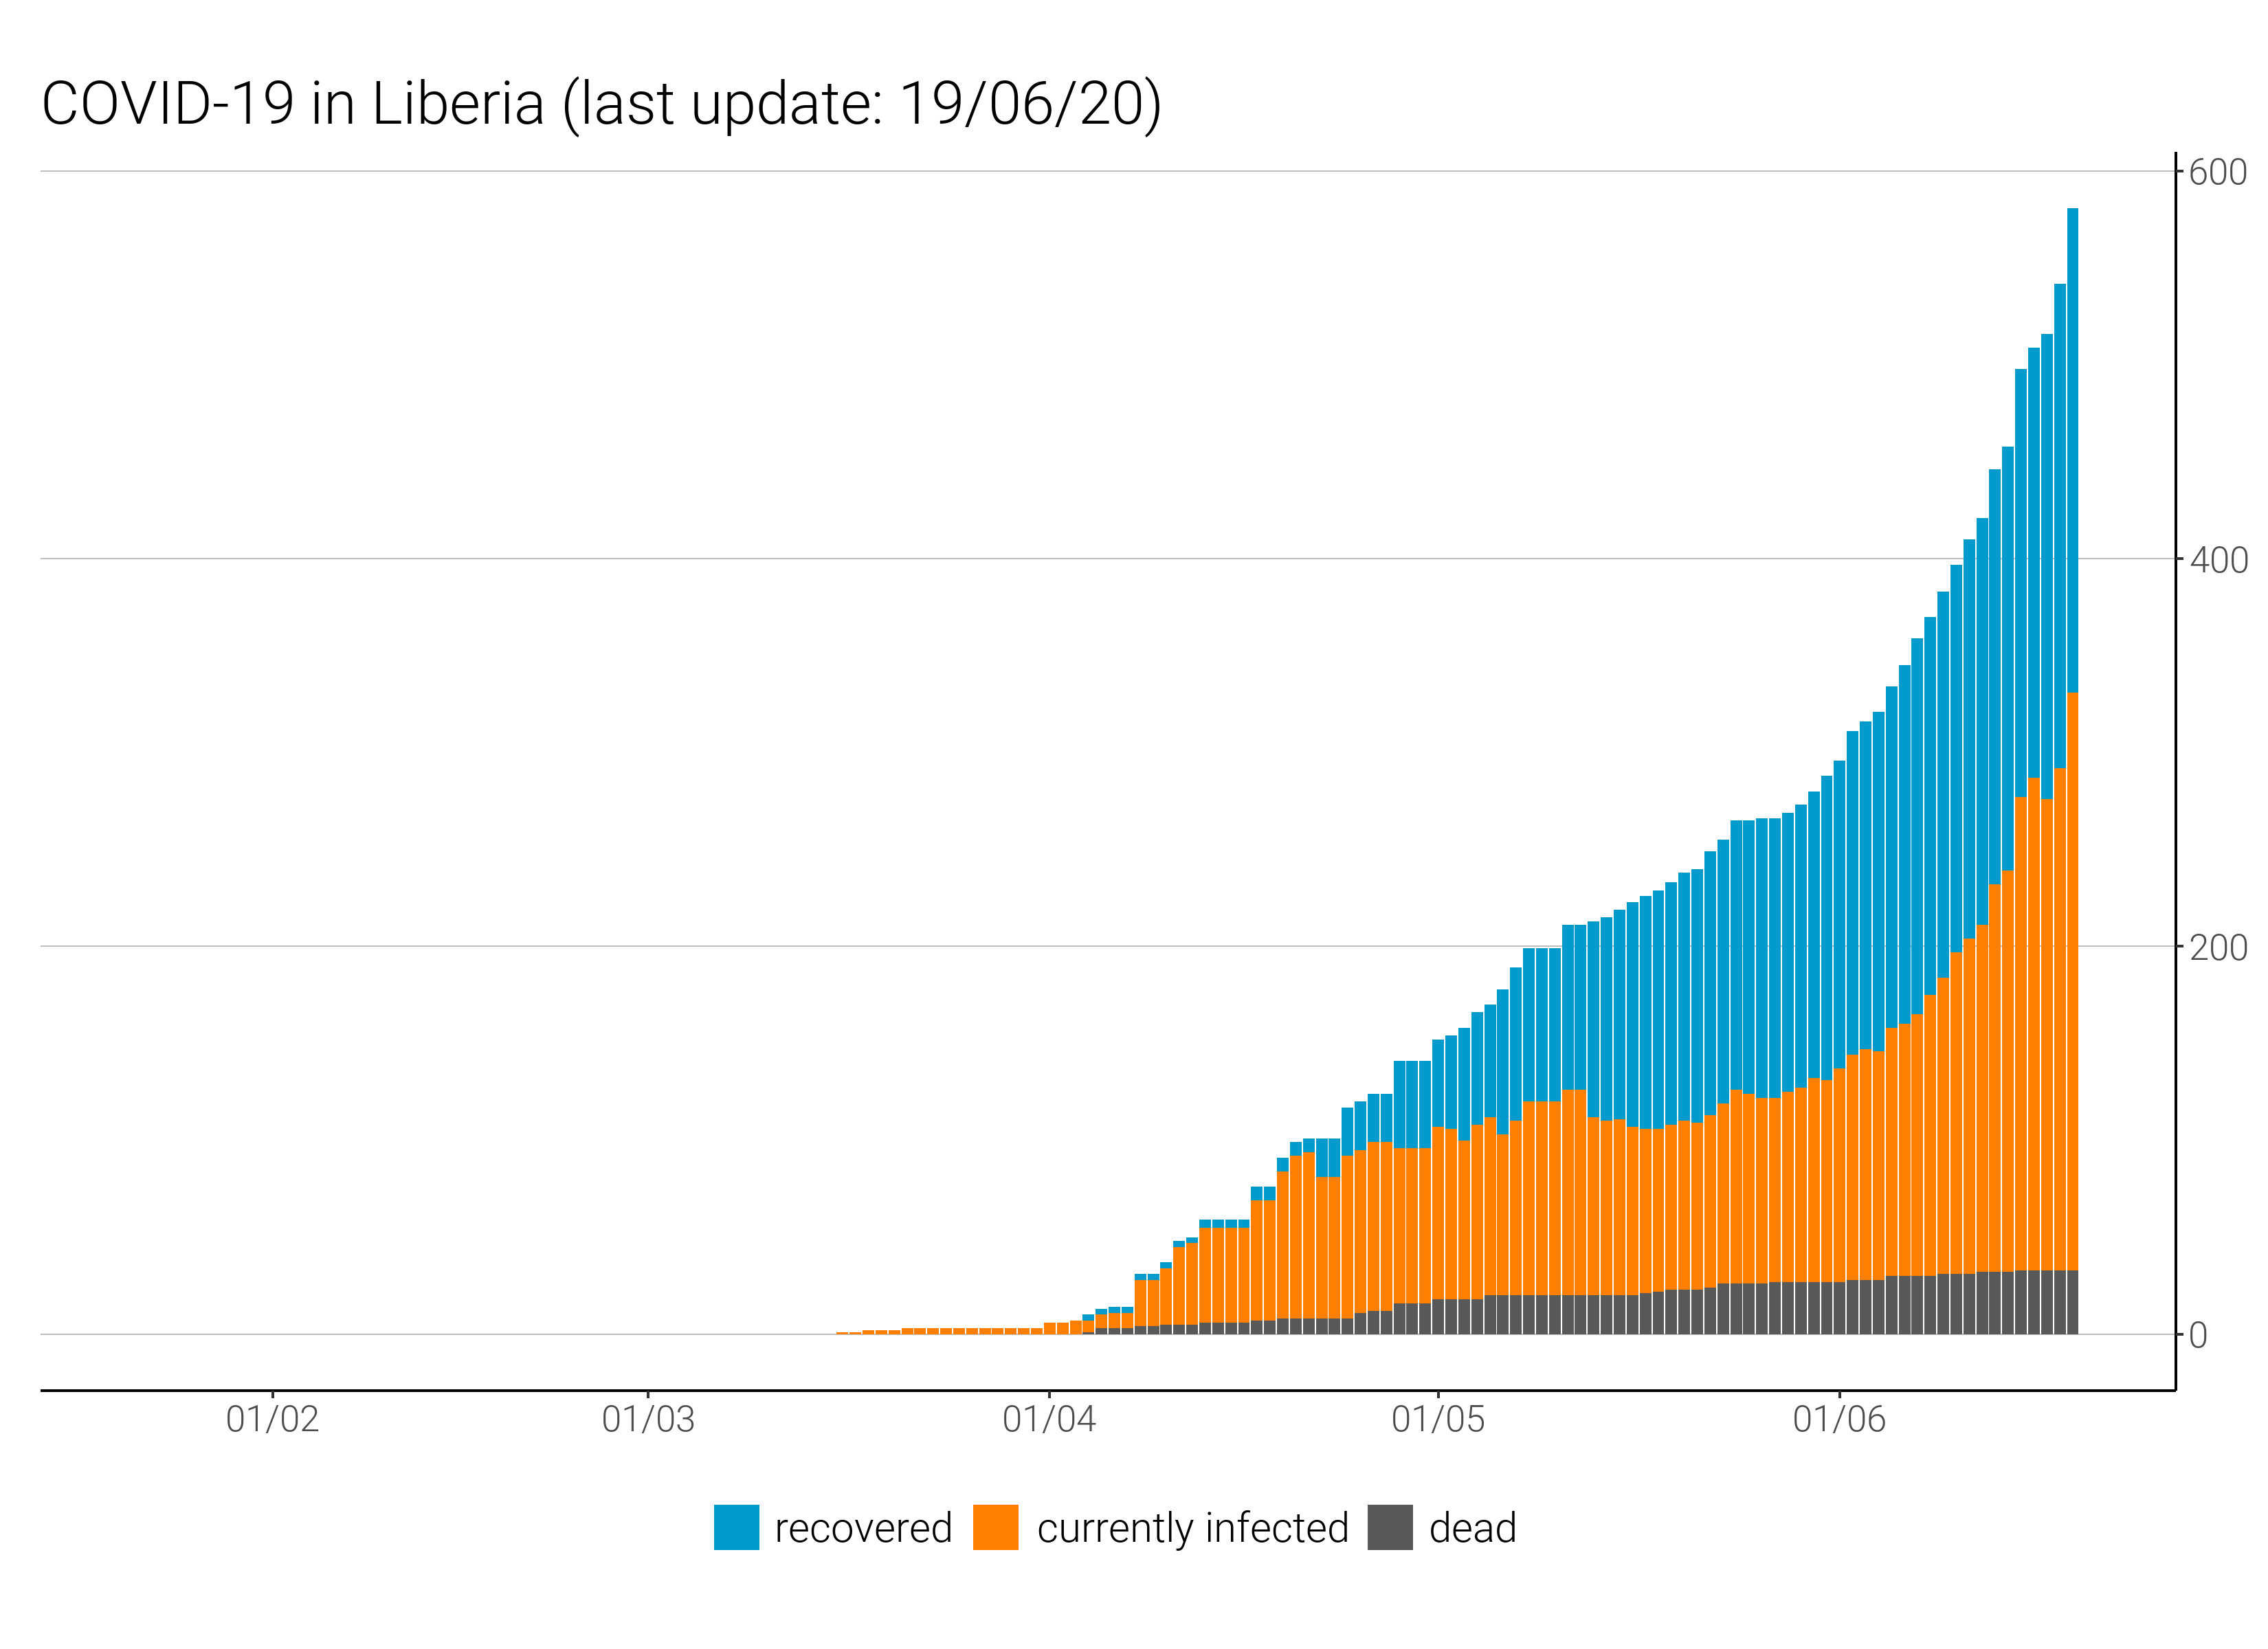 COVID-19 in Liberia (last update: 19/06/20)
600
400
200
0
01/02 01/03 01/04 01/05 01/06
recovered currently infected dead